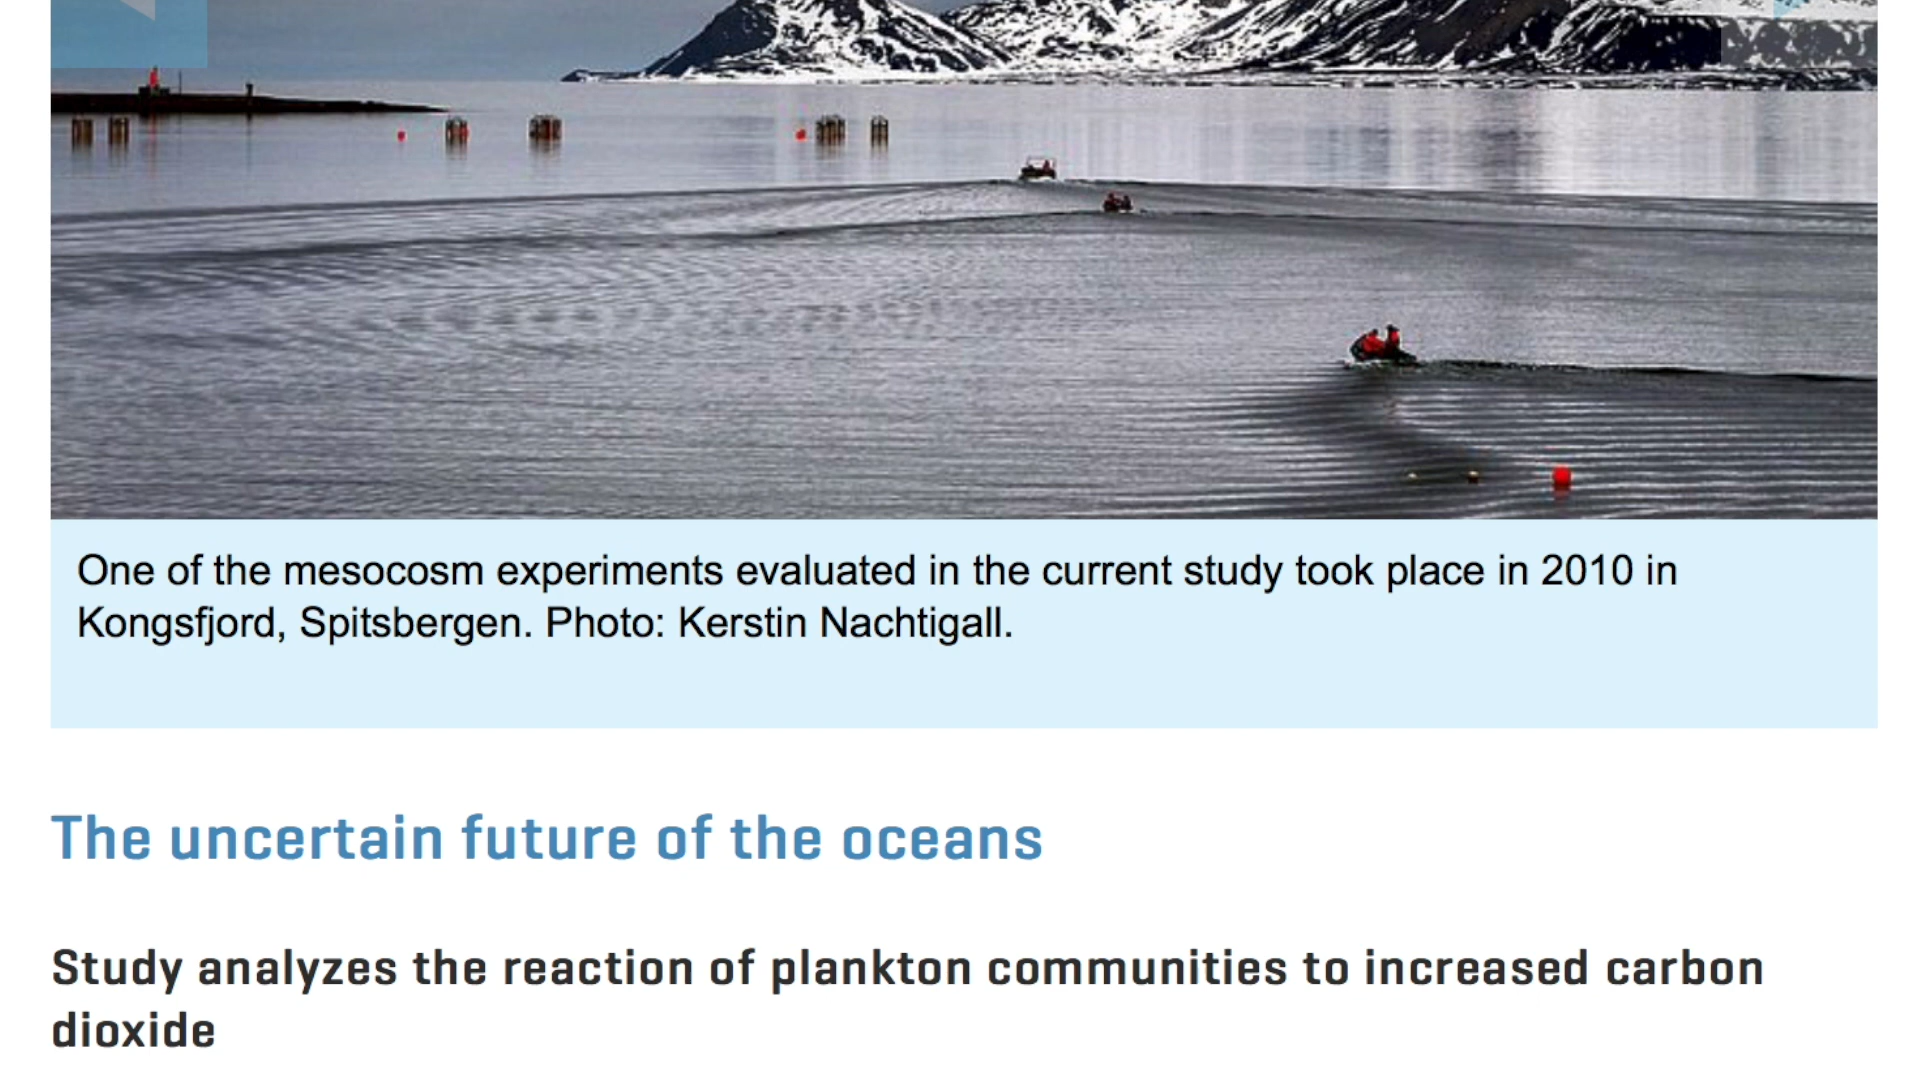 One of the mesocosm experiments evaluated in the current study took place in 2010 in
Kongsfjord, Spitsbergen. Photo: Kerstin Nachtigall.
The uncertain future of the oceans
Study analyzes the reaction of plankton communities to increased carbon
dioxide